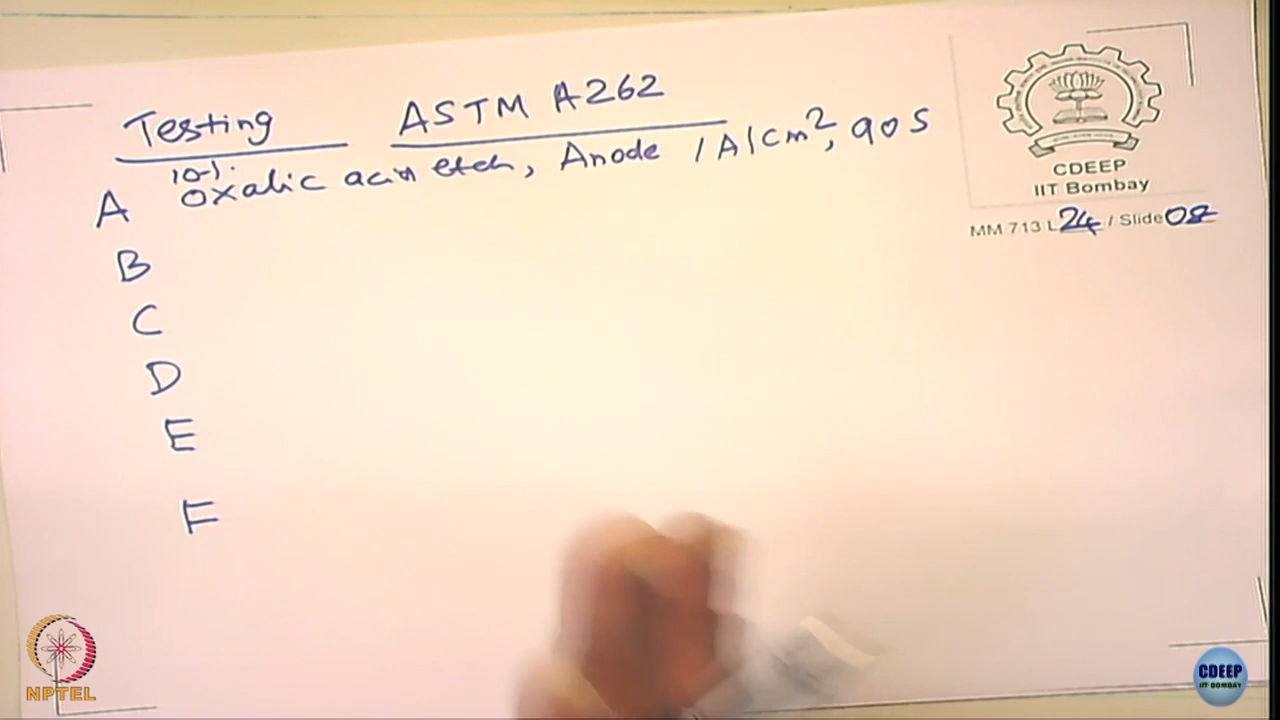 Testing ASTM A262
10%
A Oxalic acid etch, Anode 1A/cm², 90 S
B
C
D
E
F
CDEEP
IIT Bombay
MM 713 L 24 / Slide 08
NPTEL
CDEEP
IIT BOMBAY